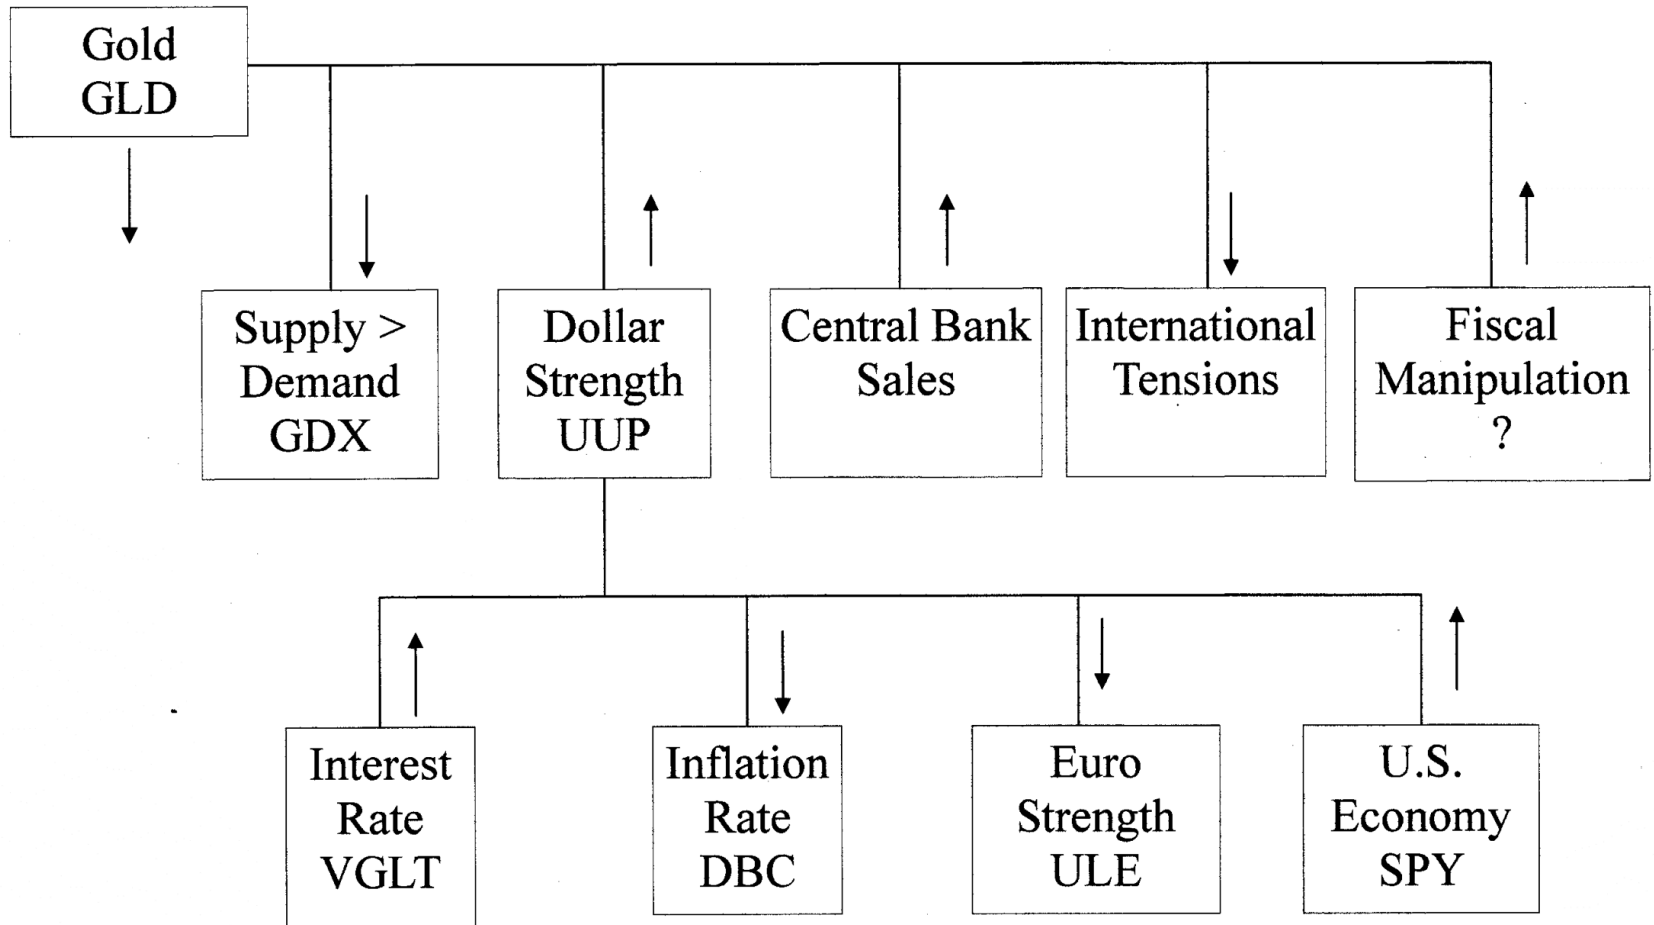 Gold
GLD
Supply >
Demand
GDX
Dollar
Strength
UUP
Central Bank
Sales
International
Tensions
Fiscal
Manipulation
?
Interest
Rate
VGLT
Inflation
Rate
DBC
Euro
Strength
ULE
U.S.
Economy
SPY